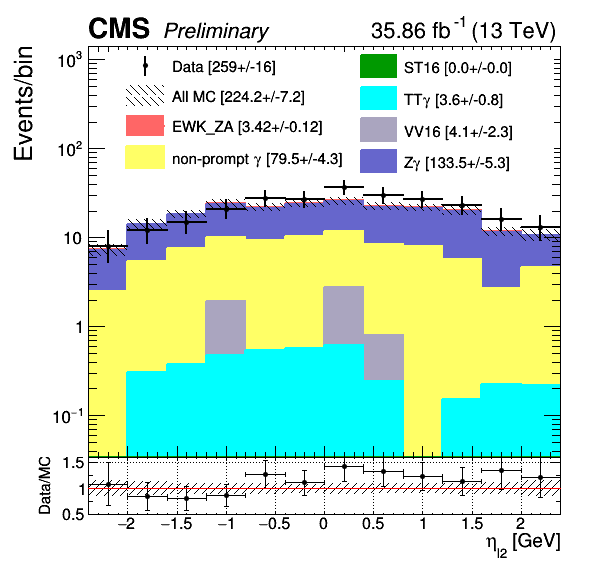 CMS Preliminary 35.86 fb⁻¹ (13 TeV)
Events/bin
10³
10²
10
1
10⁻¹
Data [259+/-16]
All MC [224.2+/-7.2]
EWK_ZA [3.42+/-0.12]
non-prompt γ [79.5+/-4.3]
ST16 [0.0+/-0.0]
TTγ [3.6+/-0.8]
VV16 [4.1+/-2.3]
Zγ [133.5+/-5.3]
Data/MC
1.5
1
0.5
−2 −1.5 −1 −0.5 0 0.5 1 1.5 2
η_l2 [GeV]